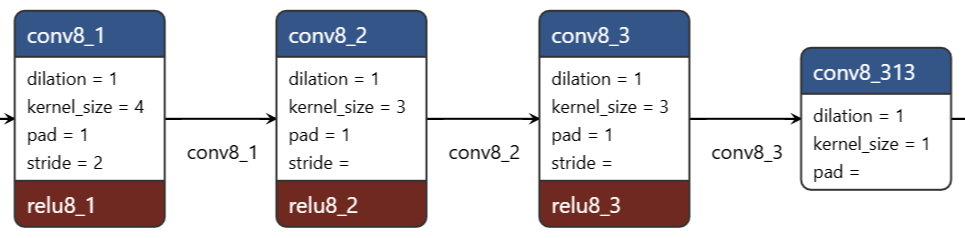 conv8_1
dilation = 1
kernel_size = 4
pad = 1
stride = 2
relu8_1
conv8_1
conv8_2
dilation = 1
kernel_size = 3
pad = 1
stride =
relu8_2
conv8_2
conv8_3
dilation = 1
kernel_size = 3
pad = 1
stride =
relu8_3
conv8_3
conv8_313
dilation = 1
kernel_size = 1
pad =